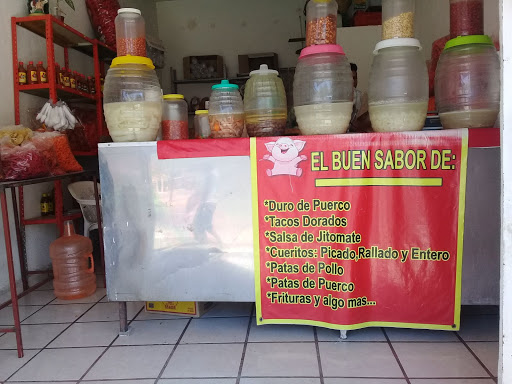 EL BUEN SABOR DE:
*Duro de Puerco
*Tacos Dorados
*Salsa de Jitomate
*Cueritos: Picado,Rallado y Entero
*Patas de Pollo
*Patas de Puerco
*Frituras y algo mas...